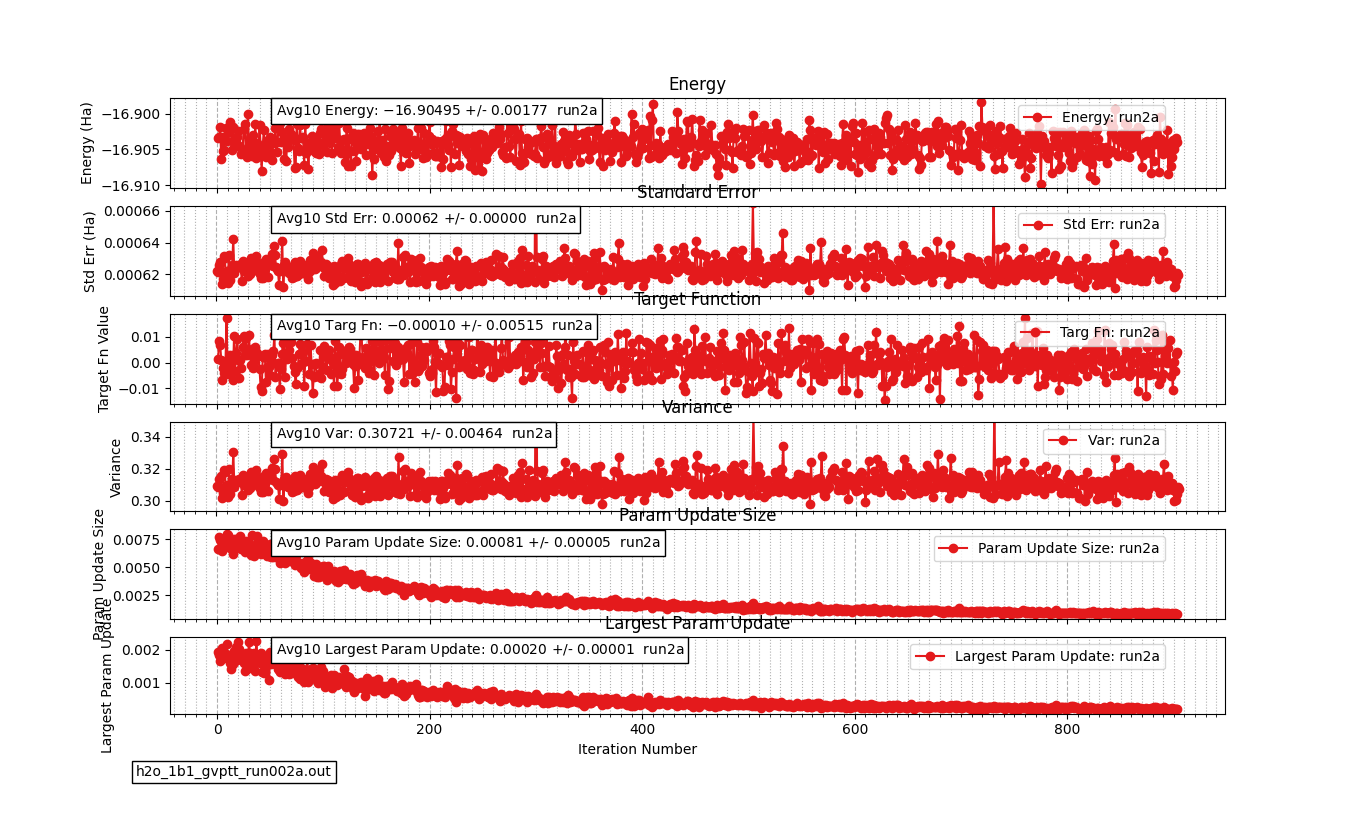 Energy
Energy (Ha)
−16.900
−16.905
−16.910
Avg10 Energy: −16.90495 +/- 0.00177 run2a
Energy: run2a
Standard Error
Std Err (Ha)
0.00066
0.00064
0.00062
Avg10 Std Err: 0.00062 +/- 0.00000 run2a
Std Err: run2a
Target Function
Target Fn Value
0.01
0.00
−0.01
Avg10 Targ Fn: −0.00010 +/- 0.00515 run2a
Targ Fn: run2a
Variance
Variance
0.34
0.32
0.30
Avg10 Var: 0.30721 +/- 0.00464 run2a
Var: run2a
Param Update Size
Param Update Size
0.0075
0.0050
0.0025
Avg10 Param Update Size: 0.00081 +/- 0.00005 run2a
Param Update Size: run2a
Largest Param Update
Largest Param Update
0.002
0.001
Avg10 Largest Param Update: 0.00020 +/- 0.00001 run2a
Largest Param Update: run2a
0 200 400 600 800
Iteration Number
h2o_1b1_gvptt_run002a.out